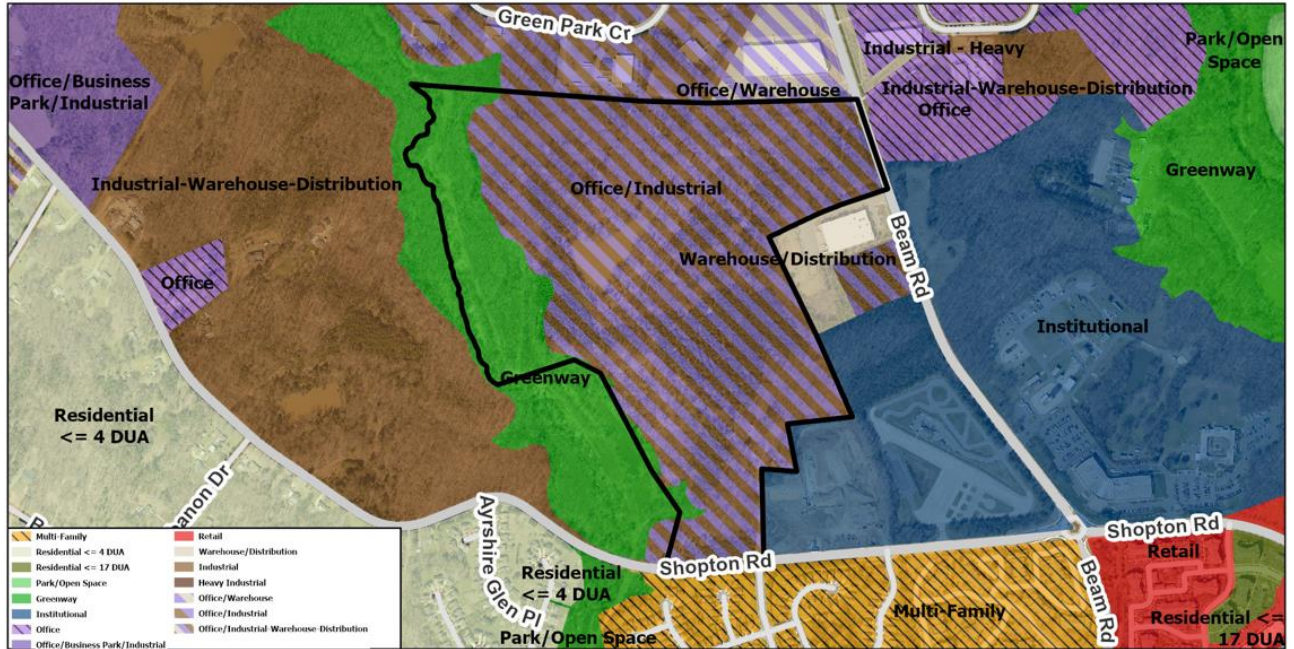 Green Park Cr
Office/Business
Park/Industrial
Industrial - Heavy
Park/Open
Space
Office/Warehouse
Industrial-Warehouse-Distribution
Office
Greenway
Industrial-Warehouse-Distribution
Office/Industrial
Office
Warehouse/Distribution
Beam Rd
Institutional
Greenway
Residential
<= 4 DUA
anon Dr
Ayrshire Glen Pl
Residential
<= 4 DUA
Shopton Rd
Shopton Rd
Retail
Beam Rd
Multi-Family
Residential <=
17 DUA
Park/Open Space
Multi-Family
Residential <= 4 DUA
Residential <= 17 DUA
Park/Open Space
Greenway
Institutional
Office
Office/Business Park/Industrial
Retail
Warehouse/Distribution
Industrial
Heavy Industrial
Office/Warehouse
Office/Industrial
Office/Industrial-Warehouse-Distribution